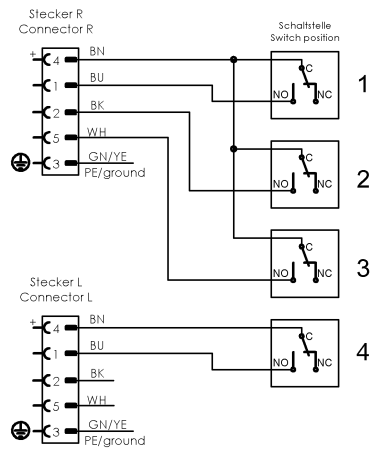 Stecker R
Connector R
Schaltstelle
Switch position
+ 4 BN
1 BU
2 BK
5 WH
3 GN/YE
PE/ground
C
NO NC
1
C
NO NC
2
C
NO NC
3
Stecker L
Connector L
+ 4 BN
1 BU
2 BK
5 WH
3 GN/YE
PE/ground
C
NO NC
4